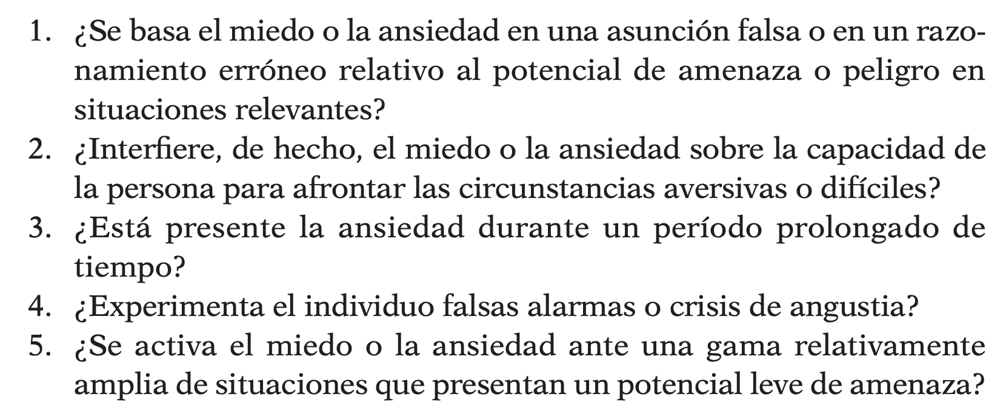 1. ¿Se basa el miedo o la ansiedad en una asunción falsa o en un razo-
namiento erróneo relativo al potencial de amenaza o peligro en
situaciones relevantes?
2. ¿Interfiere, de hecho, el miedo o la ansiedad sobre la capacidad de
la persona para afrontar las circunstancias aversivas o difíciles?
3. ¿Está presente la ansiedad durante un período prolongado de
tiempo?
4. ¿Experimenta el individuo falsas alarmas o crisis de angustia?
5. ¿Se activa el miedo o la ansiedad ante una gama relativamente
amplia de situaciones que presentan un potencial leve de amenaza?